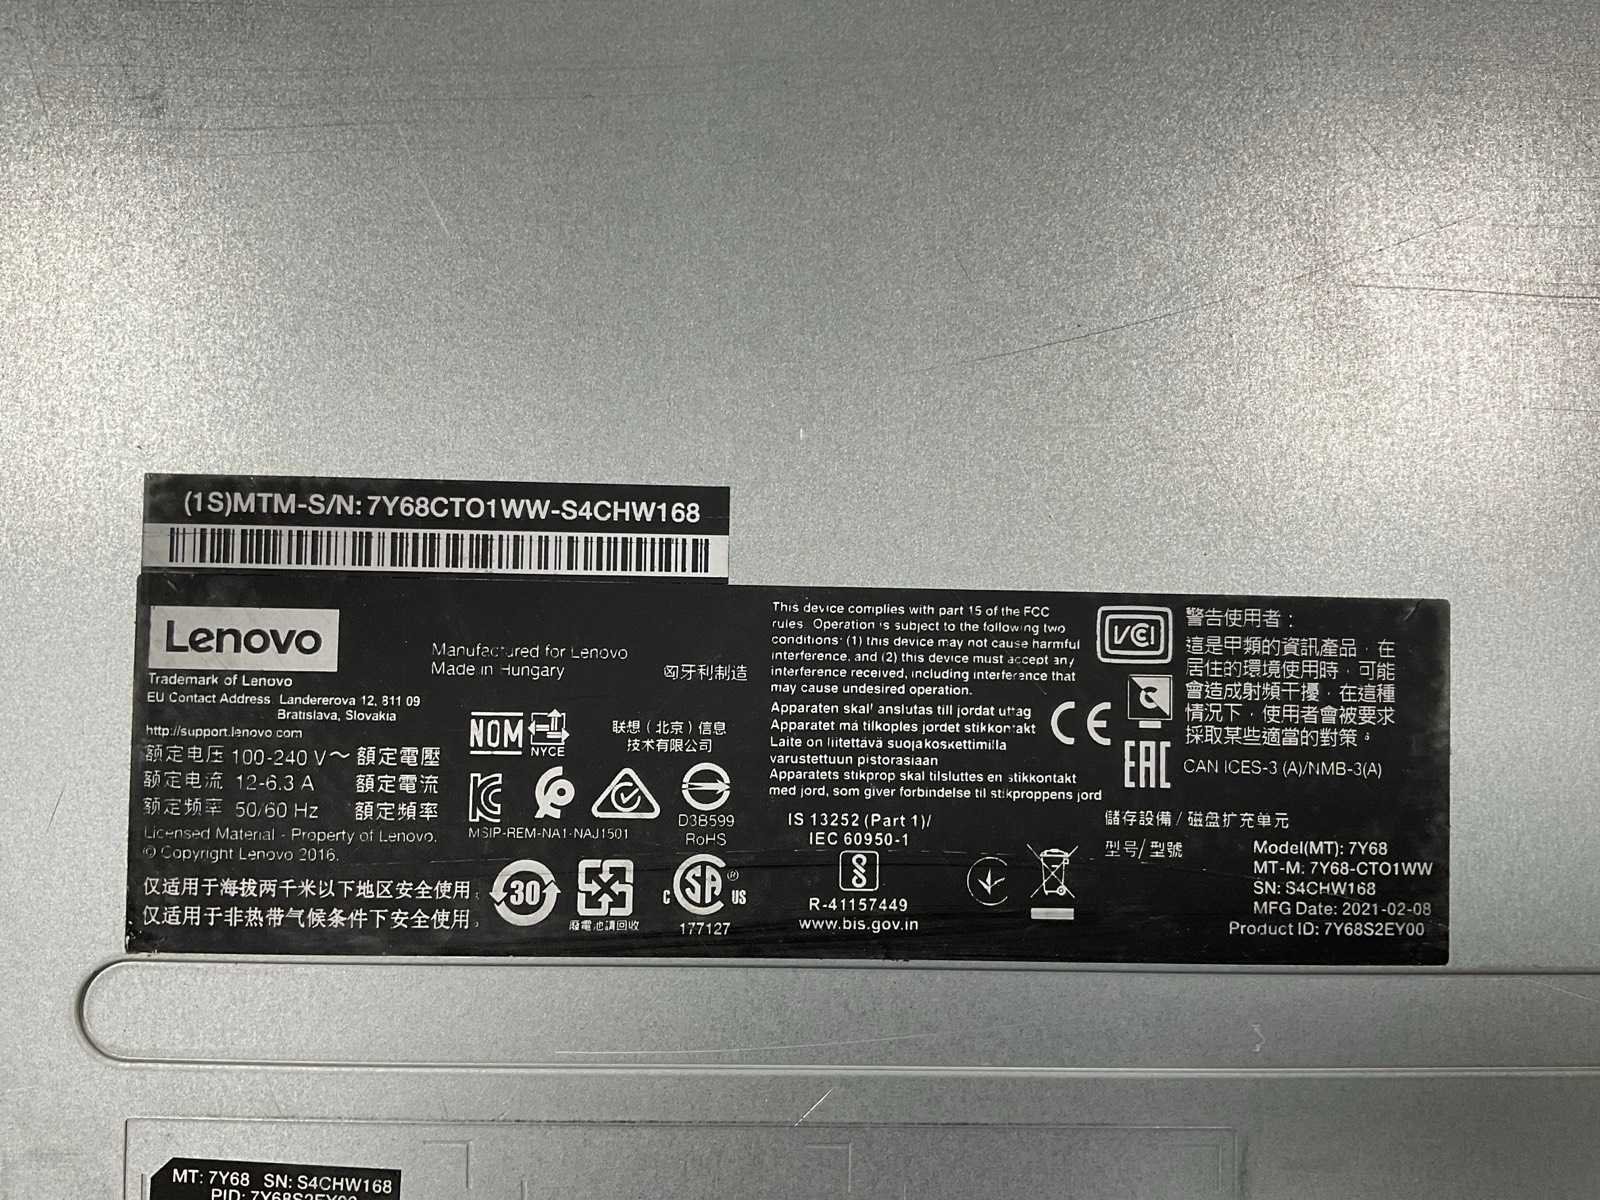 (1S)MTM-S/N: 7Y68CTO1WW-S4CHW168
Lenovo
Trademark of Lenovo
EU Contact Address Landererova 12, 811 09
Bratislava, Slovakia
http://support.lenovo.com
额定电压 100-240 V～ 額定電壓
额定电流 12-6.3 A 額定電流
额定频率 50/60 Hz 額定頻率
Licensed Material - Property of Lenovo.
© Copyright Lenovo 2016.
仅适用于海拔两千米以下地区安全使用。
仅适用于非热带气候条件下安全使用。
Manufactured for Lenovo
Made in Hungary 匈牙利制造
NOM
NYCE
联想（北京）信息
技术有限公司
MSIP-REM-NA1-NAJ1501
D3B599
RoHS
30
廢電池請回收
C SA ® US
177127
This device complies with part 15 of the FCC
rules. Operation is subject to the following two
conditions: (1) this device may not cause harmful
interference, and (2) this device must accept any
interference received, including interference that
may cause undesired operation.
Apparaten skall anslutas till jordat uttag
Apparatet må tilkoples jordet stikkontakt
Laite on liitettävä suojakoskettimilla
varustettuun pistorasiaan
Apparatets stikprop skal tilsluttes en stikkontakt
med jord, som giver forbindelse til stikproppens jord
IS 13252 (Part 1)/
IEC 60950-1
R-41157449
www.bis.gov.in
VCI
CE
EAC
警告使用者：
這是甲類的資訊產品，在
居住的環境使用時，可能
會造成射頻干擾，在這種
情況下，使用者會被要求
採取某些適當的對策。
CAN ICES-3 (A)/NMB-3(A)
儲存設備 / 磁盘扩充单元
型号/型號
Model(MT): 7Y68
MT-M: 7Y68-CTO1WW
SN: S4CHW168
MFG Date: 2021-02-08
Product ID: 7Y68S2EY00
MT: 7Y68 SN: S4CHW168
PID: 7Y68S2EY00